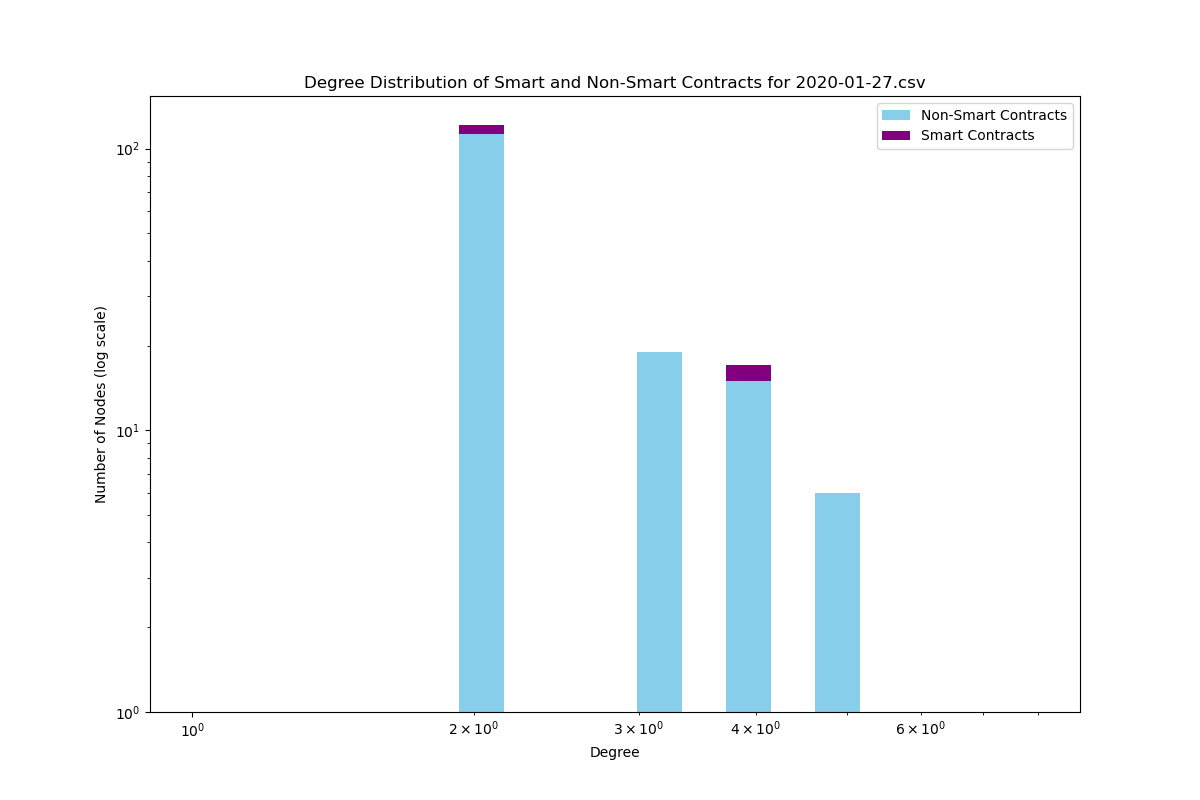 Degree Distribution of Smart and Non-Smart Contracts for 2020-01-27.csv
Non-Smart Contracts
Smart Contracts
Number of Nodes (log scale)
10²
10¹
10⁰
10⁰
2 × 10⁰
3 × 10⁰
4 × 10⁰
6 × 10⁰
Degree